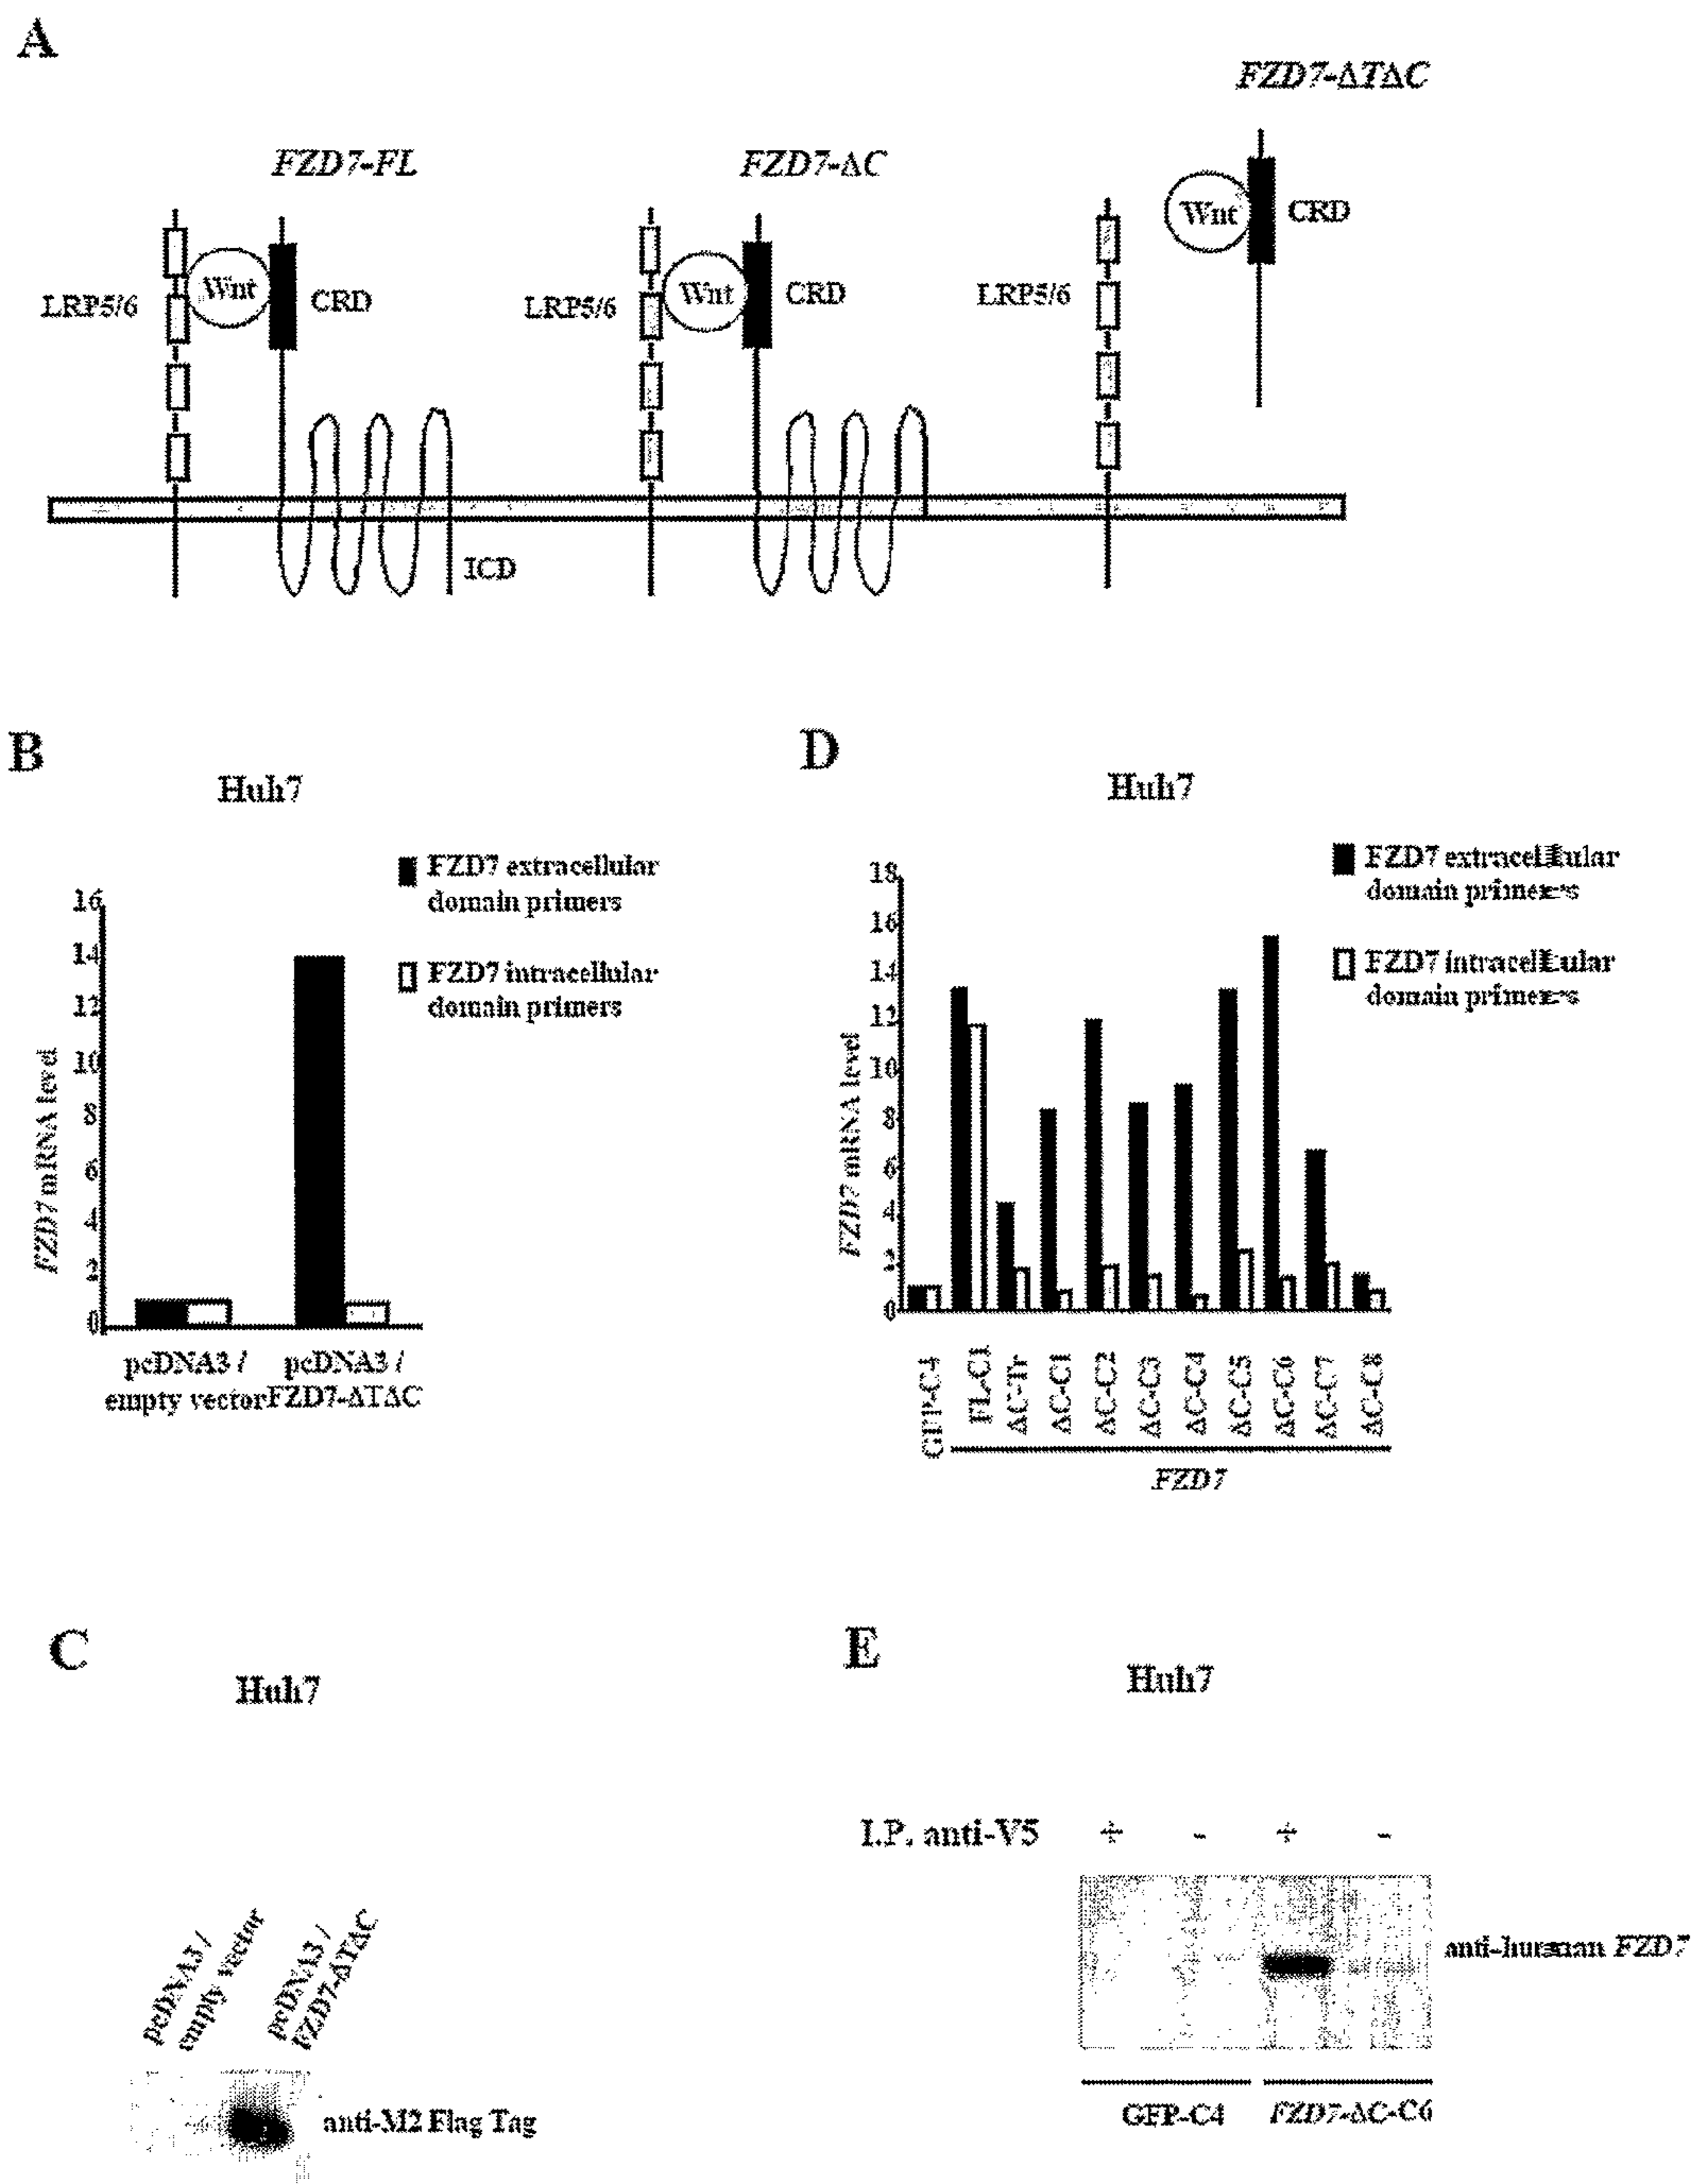 A
FZD7-FL
FZD7-ΔC
FZD7-ΔTΔC
LRP5/6
Wnt
CRD
LRP5/6
Wnt
CRD
LRP5/6
Wnt
CRD
ICD
B
Huh7
FZD7 extracellular
domain primers
FZD7 intracellular
domain primers
FZD7 mRNA level
16
14
12
10
8
6
4
2
0
pcDNA3 /
empty vector
pcDNA3 /
FZD7-ΔTΔC
D
Huh7
FZD7 extracellular
domain primers
FZD7 intracellular
domain primers
FZD7 mRNA level
18
16
14
12
10
8
6
4
2
0
GFP-C4
FL-C1
ΔC-Tr
ΔC-C1
ΔC-C2
ΔC-C3
ΔC-C4
ΔC-C5
ΔC-C6
ΔC-C7
ΔC-C8
FZD7
C
Huh7
pcDNA3 /
empty vector
pcDNA3 /
FZD7-ΔTΔC
anti-M2 Flag Tag
E
Huh7
I.P. anti-V5 + - + -
anti-human FZD7
GFP-C4
FZD7-ΔC-C6